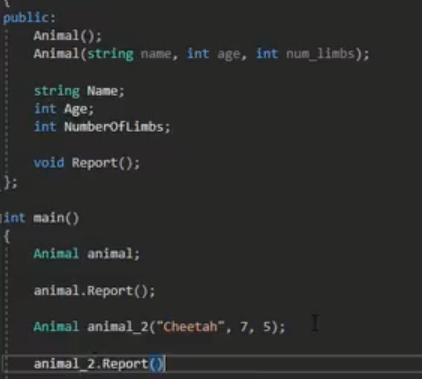 {
public:
Animal();
Animal(string name, int age, int num_limbs);
string Name;
int Age;
int NumberOfLimbs;
void Report();
};
int main()
{
Animal animal;
animal.Report();
Animal animal_2("Cheetah", 7, 5);
animal_2.Report()